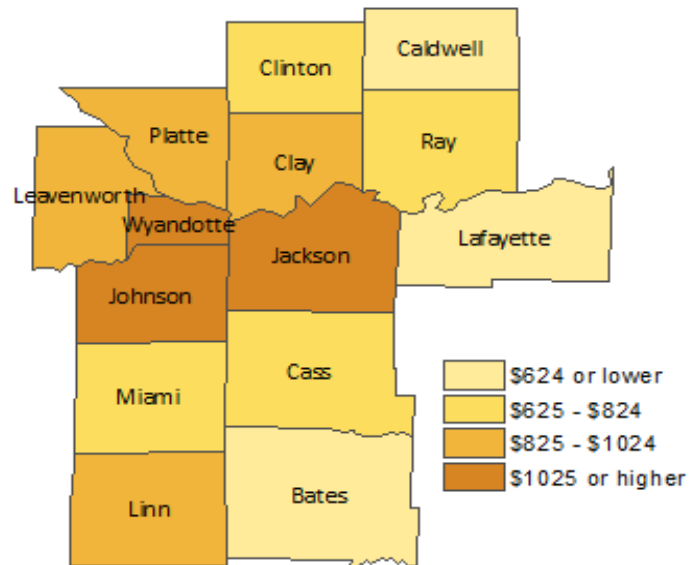 Caldwell
Clinton
Platte
Clay
Ray
Leavenworth
Wyandotte
Jackson
Lafayette
Johnson
Miami
Cass
Linn
Bates
$624 or lower
$625 - $824
$825 - $1024
$1025 or higher